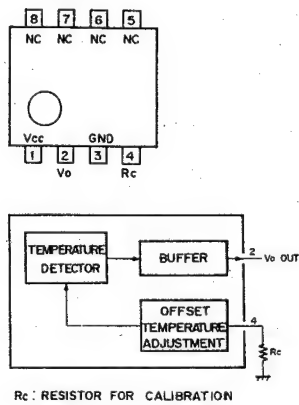 8 7 6 5
NC NC NC NC
Vcc GND
1 2 3 4
Vo Rc
TEMPERATURE
DETECTOR
BUFFER
2
Vo OUT
OFFSET
TEMPERATURE
ADJUSTMENT
4
Rc
Rc : RESISTOR FOR CALIBRATION